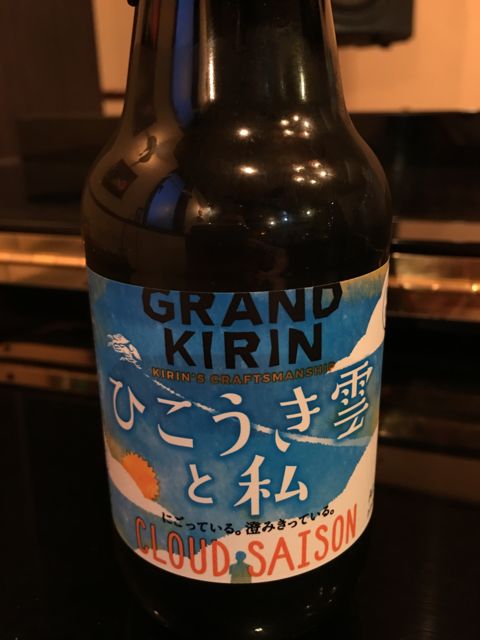 GRAND
KIRIN
KIRIN'S CRAFTSMANSHIP
ひこうき雲
と私
にごっている。澄みきっている。
CLOUD SAISON